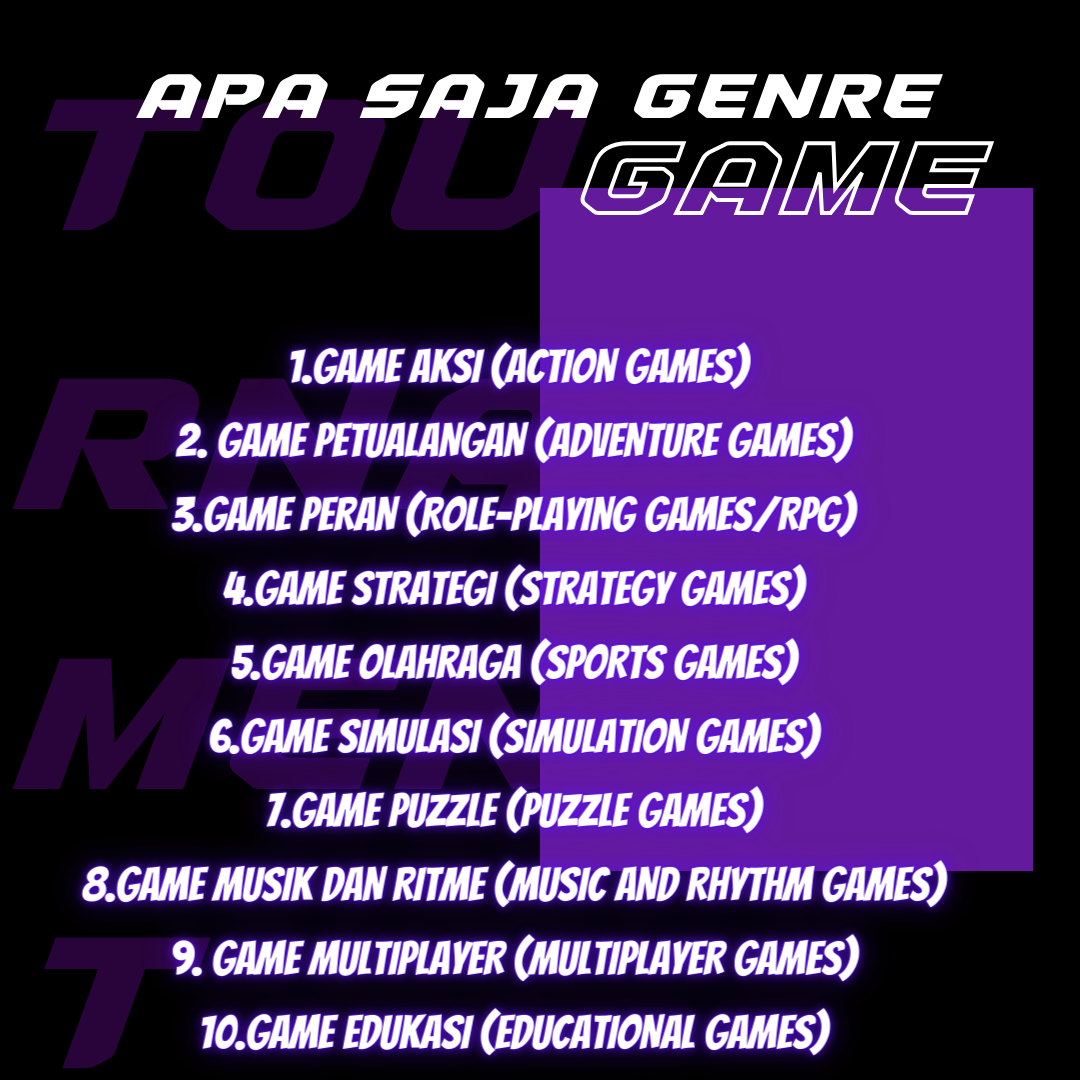 APA SAJA GENRE
GAME
TOU
RNA
MEN
T
1.GAME AKSI (ACTION GAMES)
2. GAME PETUALANGAN (ADVENTURE GAMES)
3.GAME PERAN (ROLE-PLAYING GAMES/RPG)
4.GAME STRATEGI (STRATEGY GAMES)
5.GAME OLAHRAGA (SPORTS GAMES)
6.GAME SIMULASI (SIMULATION GAMES)
7.GAME PUZZLE (PUZZLE GAMES)
8.GAME MUSIK DAN RITME (MUSIC AND RHYTHM GAMES)
9. GAME MULTIPLAYER (MULTIPLAYER GAMES)
10.GAME EDUKASI (EDUCATIONAL GAMES)